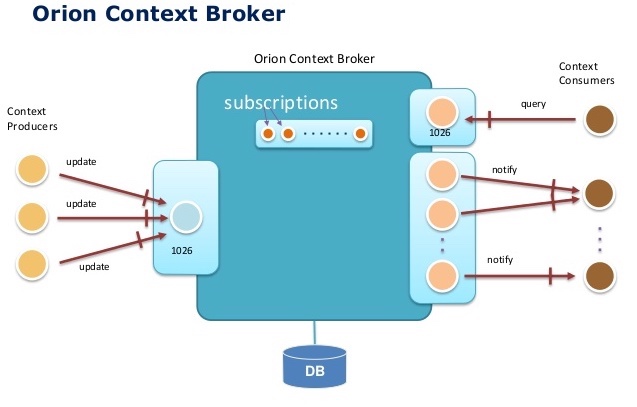 Orion Context Broker
Orion Context Broker
Context
Consumers
subscriptions
query
1026
Context
Producers
update
notify
update
1026
update
notify
DB